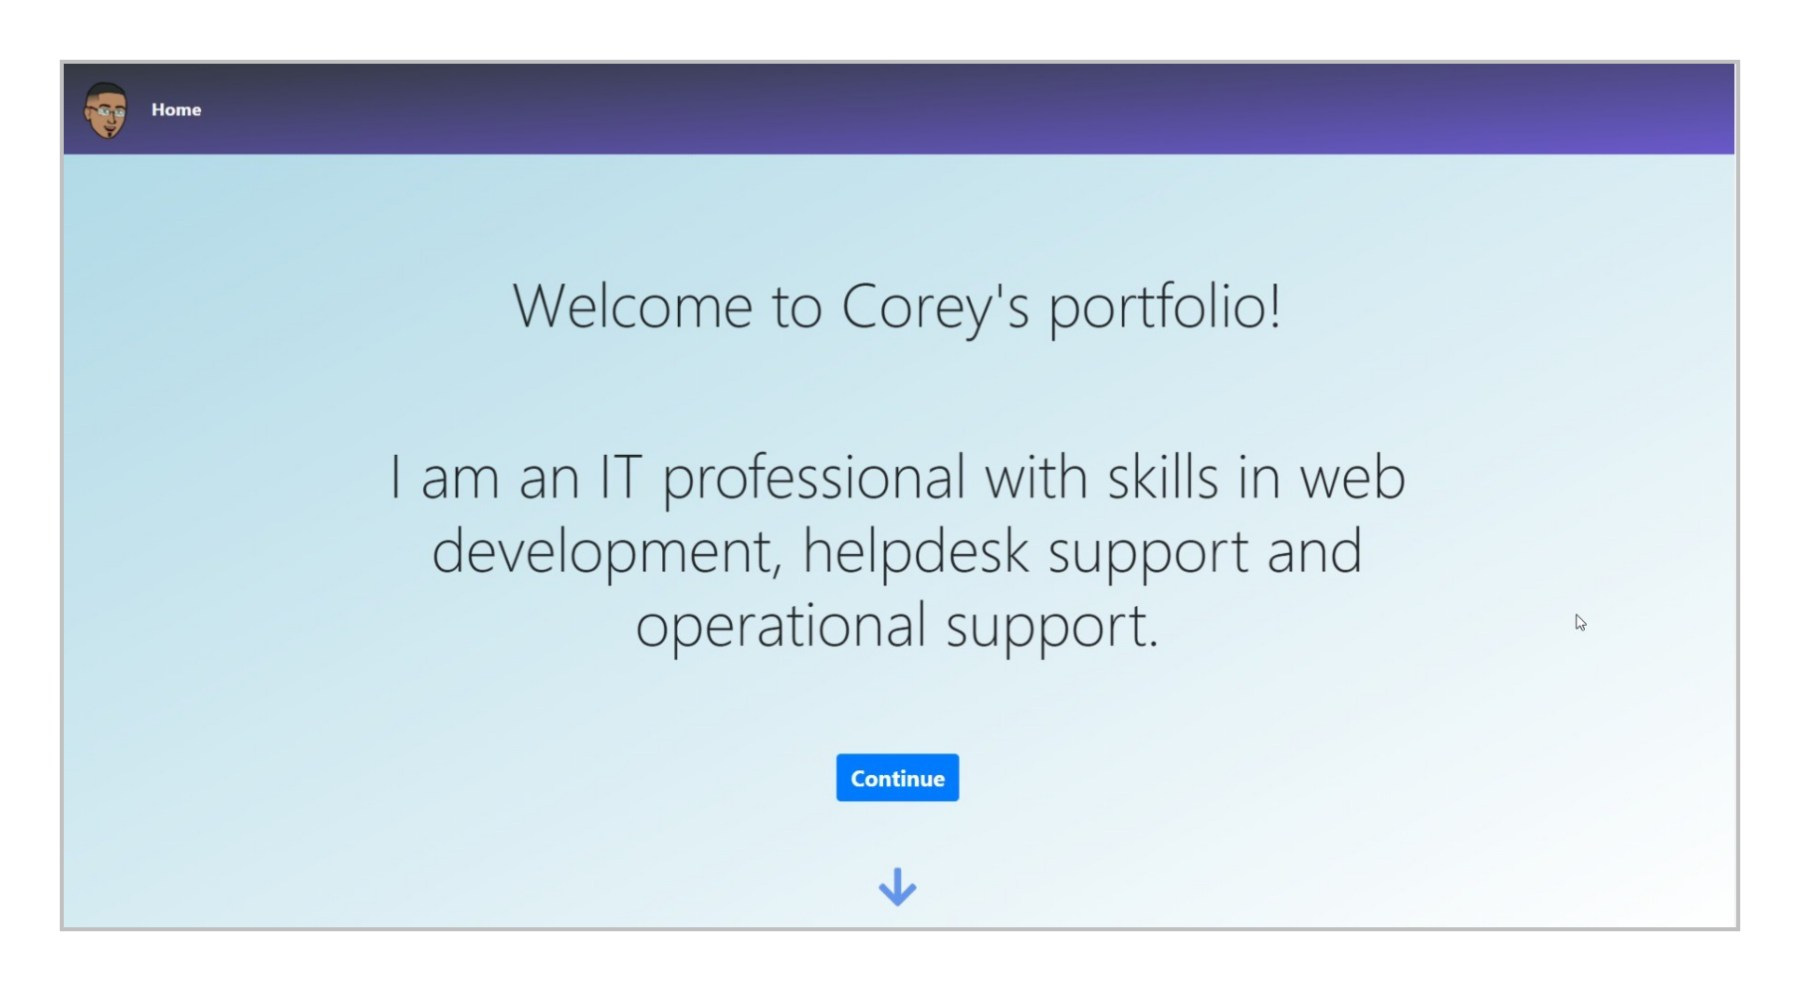 Home
Welcome to Corey's portfolio!
I am an IT professional with skills in web
development, helpdesk support and
operational support.
Continue